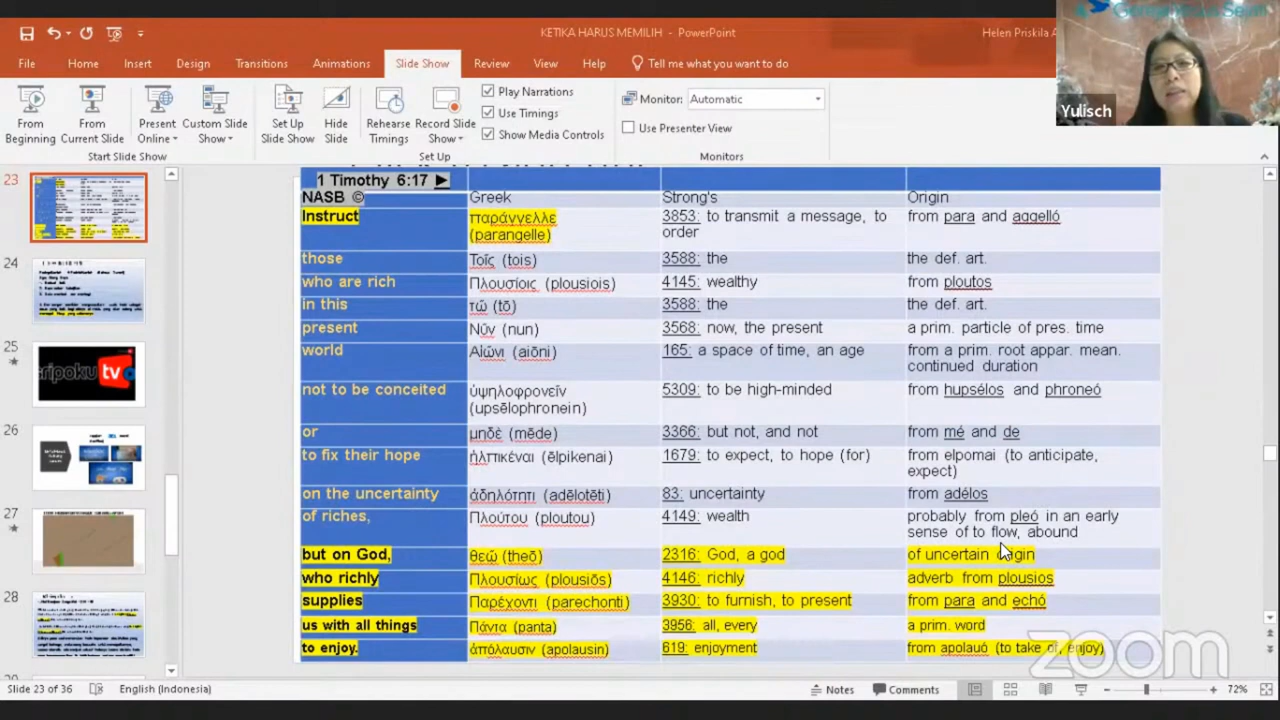 KETIKA HARUS MEMILIH - PowerPoint
Helen Priskila
Yulisch
File Home Insert Design Transitions Animations Slide Show Review View Help Tell me what you want to do
From Beginning
From Current Slide
Present Online
Custom Slide Show
Start Slide Show
Set Up Slide Show
Hide Slide
Rehearse Timings
Record Slide Show
Play Narrations
Use Timings
Show Media Controls
Set Up
Monitor: Automatic
Use Presenter View
Monitors
23
24
25
26
27
28
1 Timothy 6:17 ▶
NASB © Greek Strong's Origin
Instruct παράγγελλε (parangelle) 3853: to transmit a message, to order from para and aggelló
those Τοῖς (tois) 3588: the the def. art.
who are rich Πλουσίοις (plousiois) 4145: wealthy from ploutos
in this τῷ (tō) 3588: the the def. art.
present Νῦν (nun) 3568: now, the present a prim. particle of pres. time
world Αἰῶνι (aiōni) 165: a space of time, an age from a prim. root appar. mean. continued duration
not to be conceited ὑψηλοφρονεῖν (upsēlophronein) 5309: to be high-minded from hupsélos and phroneó
or μηδὲ (mēde) 3366: but not, and not from mé and de
to fix their hope ἠλπικέναι (ēlpikenai) 1679: to expect, to hope (for) from elpomai (to anticipate, expect)
on the uncertainty ἀδηλότητι (adēlotēti) 83: uncertainty from adélos
of riches, Πλούτου (ploutou) 4149: wealth probably from pleó in an early sense of to flow, abound
but on God, θεῷ (theō) 2316: God, a god of uncertain origin
who richly Πλουσίως (plousiōs) 4146: richly adverb from plousios
supplies Παρέχοντι (parechonti) 3930: to furnish, to present from para and echó
us with all things Πάντα (panta) 3956: all, every a prim. word
to enjoy. ἀπόλαυσιν (apolausin) 619: enjoyment from apolauó (to take of, enjoy)
zoom
Slide 23 of 36 English (Indonesia) Notes Comments 72%